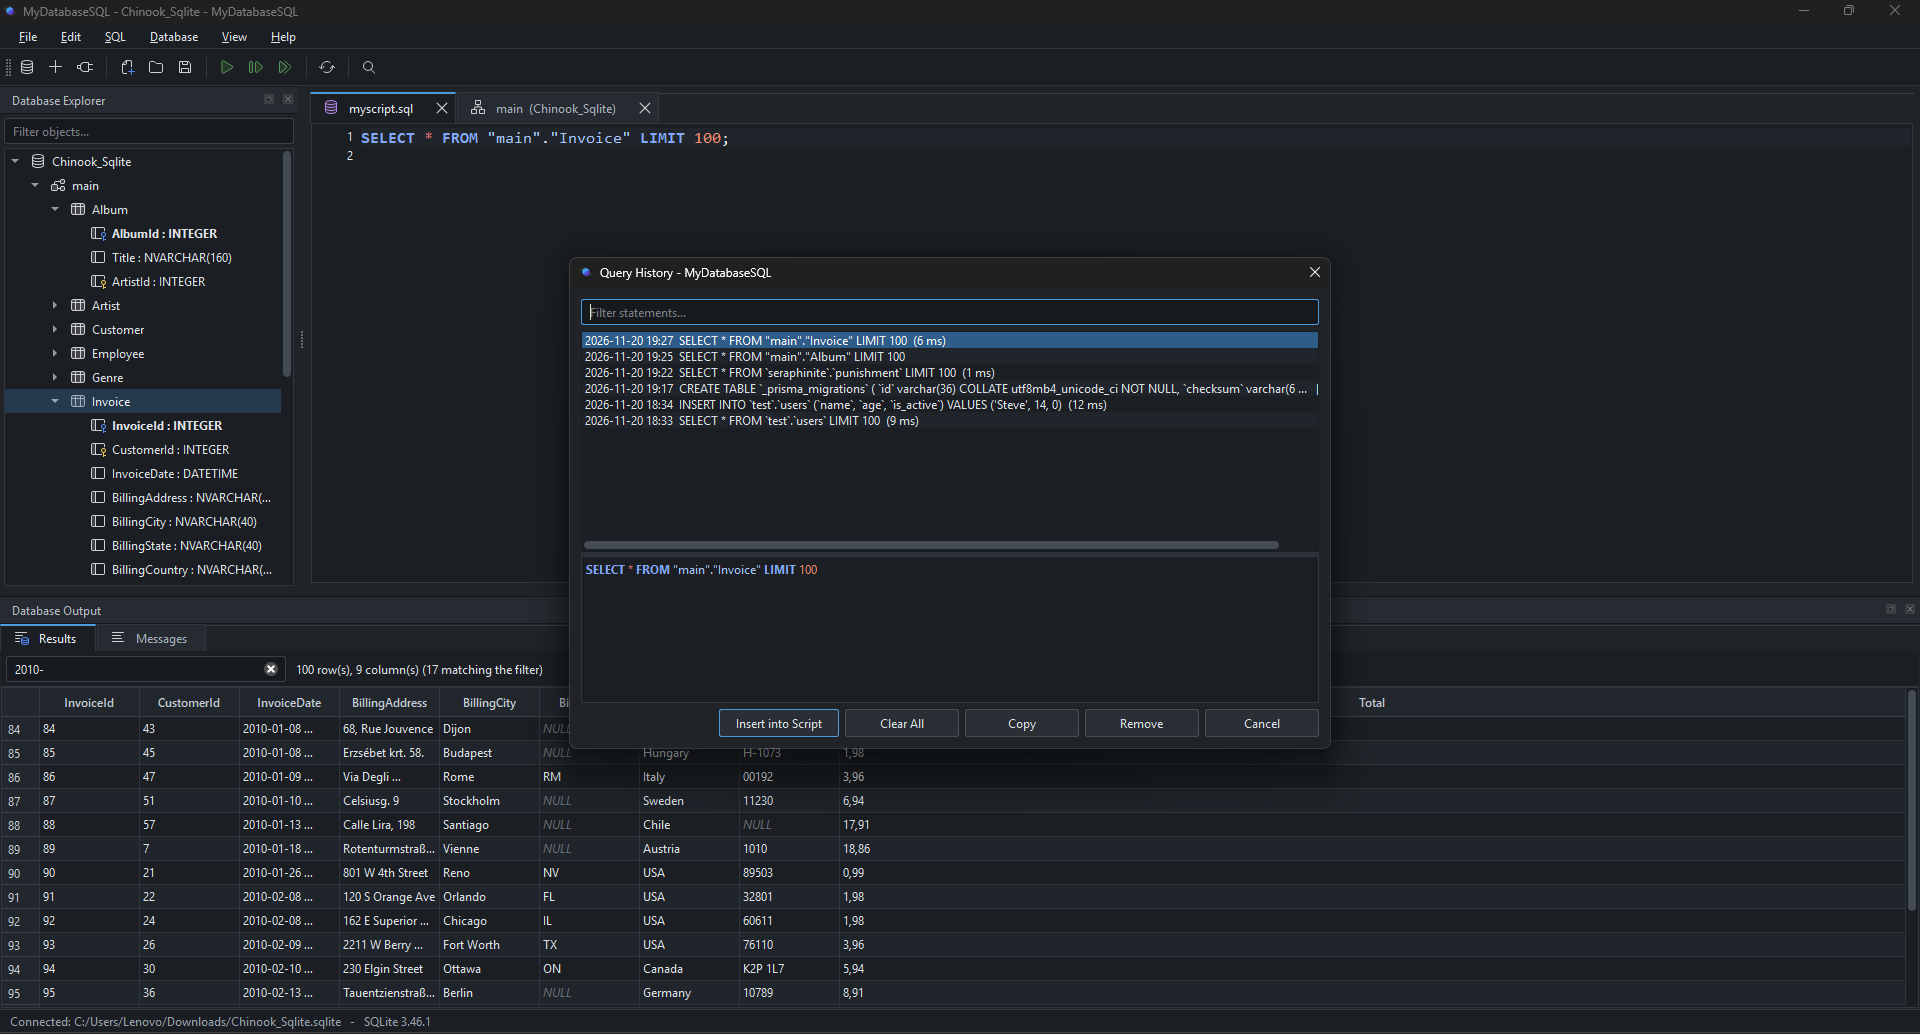 MyDatabaseSQL - Chinook_Sqlite - MyDatabaseSQL
File Edit SQL Database View Help
Database Explorer
Filter objects...
Chinook_Sqlite
main
Album
AlbumId : INTEGER
Title : NVARCHAR(160)
ArtistId : INTEGER
Artist
Customer
Employee
Genre
Invoice
InvoiceId : INTEGER
CustomerId : INTEGER
InvoiceDate : DATETIME
BillingAddress : NVARCHAR(...
BillingCity : NVARCHAR(40)
BillingState : NVARCHAR(40)
BillingCountry : NVARCHAR(...
myscript.sql main (Chinook_Sqlite)
1 SELECT * FROM "main"."Invoice" LIMIT 100;
2
Query History - MyDatabaseSQL
Filter statements...
2026-11-20 19:27 SELECT * FROM "main"."Invoice" LIMIT 100 (6 ms)
2026-11-20 19:25 SELECT * FROM "main"."Album" LIMIT 100
2026-11-20 19:22 SELECT * FROM `seraphinite`.`punishment` LIMIT 100 (1 ms)
2026-11-20 19:17 CREATE TABLE `_prisma_migrations` ( `id` varchar(36) COLLATE utf8mb4_unicode_ci NOT NULL, `checksum` varchar(6 ...
2026-11-20 18:34 INSERT INTO `test`.`users` (`name`, `age`, `is_active`) VALUES ('Steve', 14, 0) (12 ms)
2026-11-20 18:33 SELECT * FROM `test`.`users` LIMIT 100 (9 ms)
SELECT * FROM "main"."Invoice" LIMIT 100
Insert into Script Clear All Copy Remove Cancel
Database Output
Results Messages
2010- 100 row(s), 9 column(s) (17 matching the filter)
InvoiceId CustomerId InvoiceDate BillingAddress BillingCity Bi Total
84 84 43 2010-01-08 ... 68, Rue Jouvence Dijon NULL
85 85 45 2010-01-08 ... Erzsébet krt. 58. Budapest NULL Hungary H-1073 1,98
86 86 47 2010-01-09 ... Via Degli ... Rome RM Italy 00192 3,96
87 87 51 2010-01-10 ... Celsiusg. 9 Stockholm NULL Sweden 11230 6,94
88 88 57 2010-01-13 ... Calle Lira, 198 Santiago NULL Chile NULL 17,91
89 89 7 2010-01-18 ... Rotenturmstraß... Vienne NULL Austria 1010 18,86
90 90 21 2010-01-26 ... 801 W 4th Street Reno NV USA 89503 0,99
91 91 22 2010-02-08 ... 120 S Orange Ave Orlando FL USA 32801 1,98
92 92 24 2010-02-08 ... 162 E Superior ... Chicago IL USA 60611 1,98
93 93 26 2010-02-09 ... 2211 W Berry ... Fort Worth TX USA 76110 3,96
94 94 30 2010-02-10 ... 230 Elgin Street Ottawa ON Canada K2P 1L7 5,94
95 95 36 2010-02-13 ... Tauentzienstraß... Berlin NULL Germany 10789 8,91
Connected: C:/Users/Lenovo/Downloads/Chinook_Sqlite.sqlite - SQLite 3.46.1